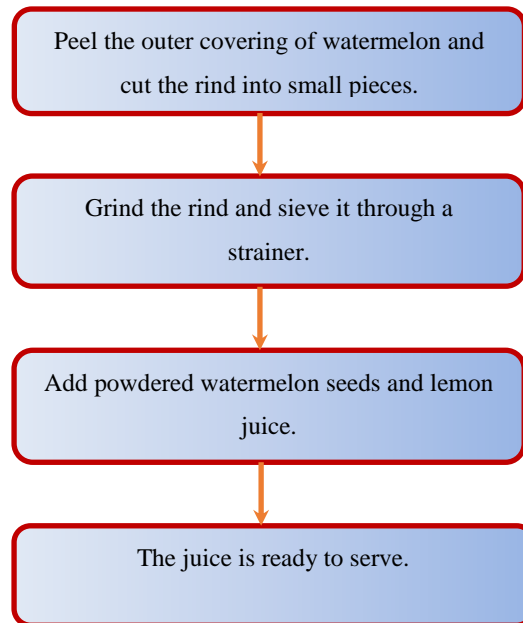 Peel the outer covering of watermelon and
cut the rind into small pieces.
Grind the rind and sieve it through a
strainer.
Add powdered watermelon seeds and lemon
juice.
The juice is ready to serve.